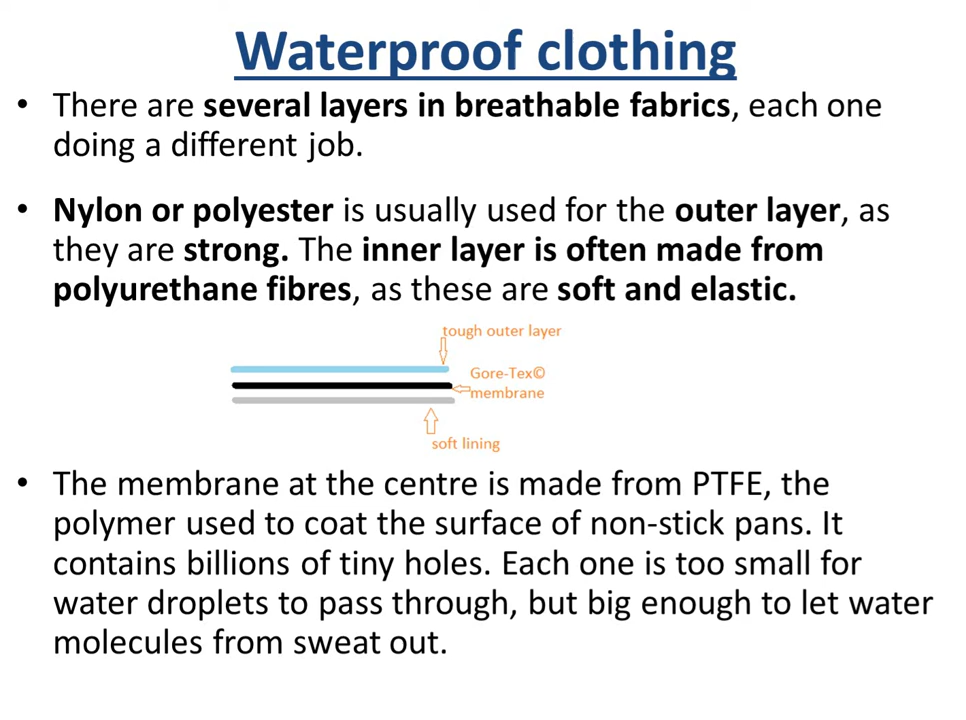 Waterproof clothing
• There are several layers in breathable fabrics, each one
doing a different job.
• Nylon or polyester is usually used for the outer layer, as
they are strong. The inner layer is often made from
polyurethane fibres, as these are soft and elastic.
tough outer layer
Gore-Tex©
membrane
soft lining
• The membrane at the centre is made from PTFE, the
polymer used to coat the surface of non-stick pans. It
contains billions of tiny holes. Each one is too small for
water droplets to pass through, but big enough to let water
molecules from sweat out.